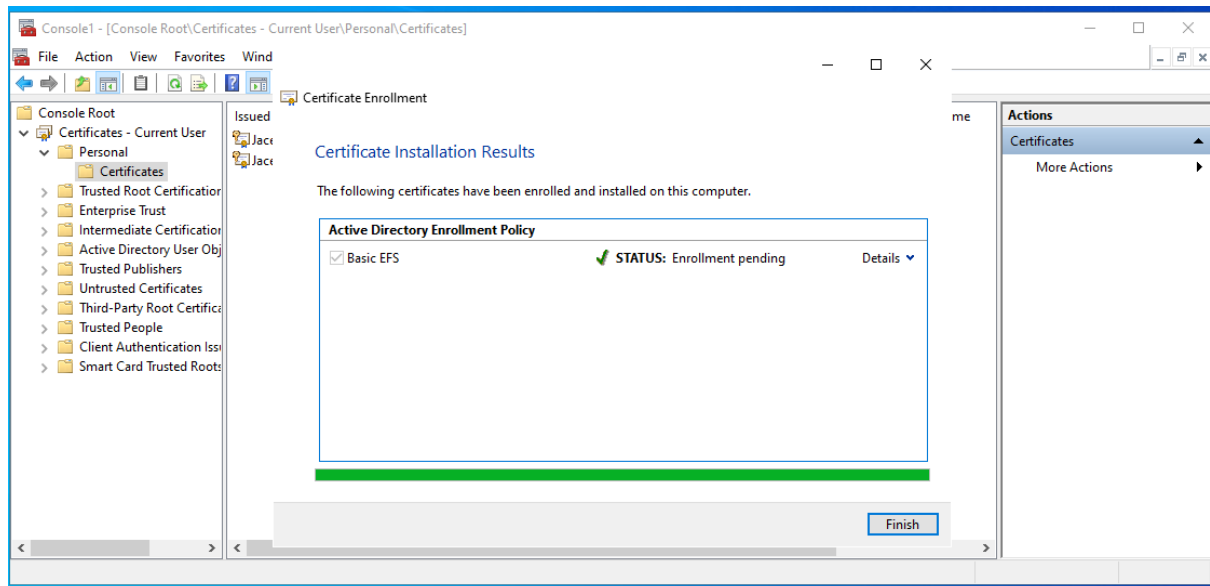 Console1 - [Console Root\Certificates - Current User\Personal\Certificates]
File Action View Favorites Wind
Certificate Enrollment
Console Root
Certificates - Current User
Personal
Certificates
Trusted Root Certification
Enterprise Trust
Intermediate Certification
Active Directory User Obj
Trusted Publishers
Untrusted Certificates
Third-Party Root Certifica
Trusted People
Client Authentication Issu
Smart Card Trusted Roots
Issued
Jace
Jace
Certificate Installation Results
The following certificates have been enrolled and installed on this computer.
Active Directory Enrollment Policy
Basic EFS STATUS: Enrollment pending Details
Finish
me
Actions
Certificates
More Actions